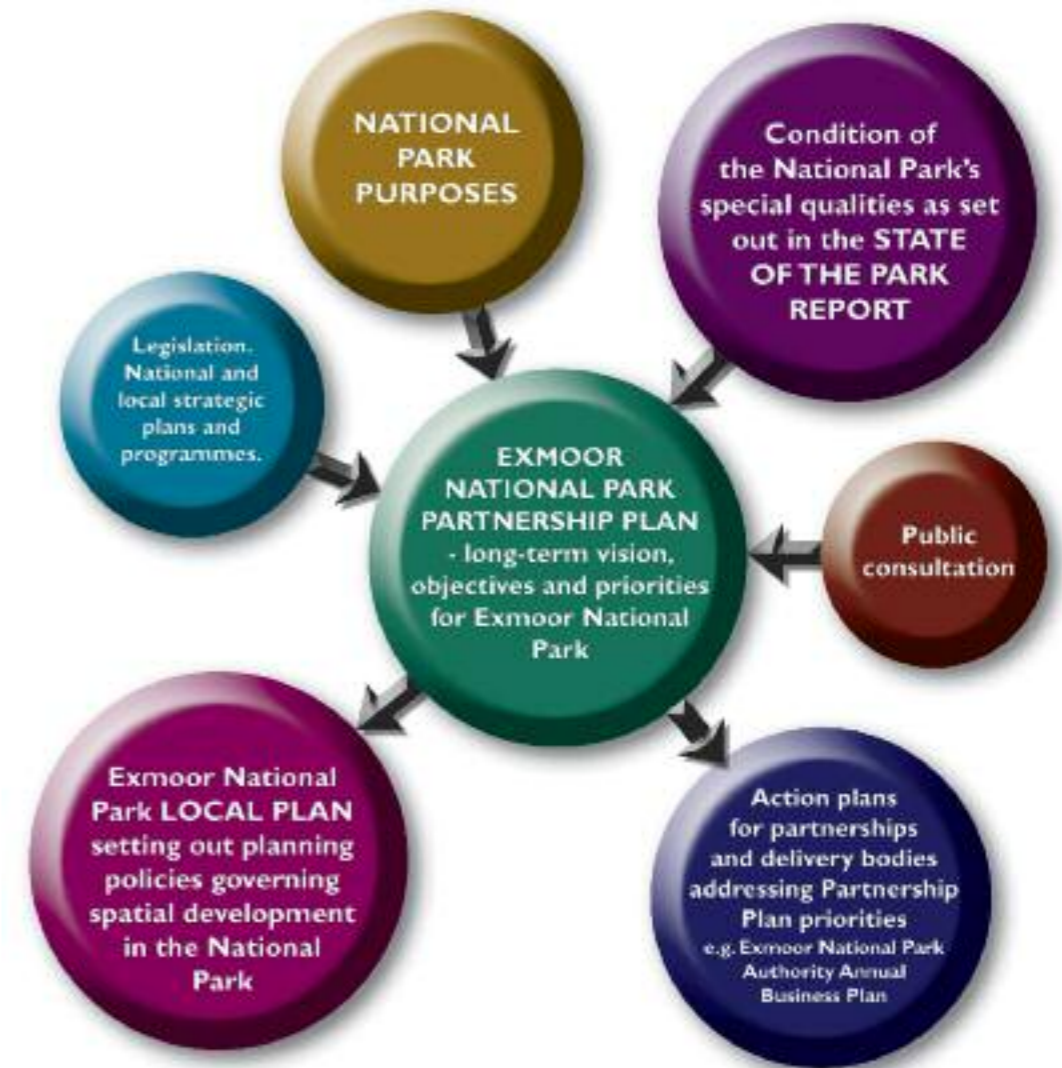 NATIONAL
PARK
PURPOSES
Condition of
the National Park's
special qualities as set
out in the STATE
OF THE PARK
REPORT
Legislation.
National and
local strategic
plans and
programmes.
EXMOOR
NATIONAL PARK
PARTNERSHIP PLAN
- long-term vision,
objectives and priorities
for Exmoor National
Park
Public
consultation
Exmoor National
Park LOCAL PLAN
setting out planning
policies governing
spatial development
in the National
Park
Action plans
for partnerships
and delivery bodies
addressing Partnership
Plan priorities
e.g. Exmoor National Park
Authority Annual
Business Plan